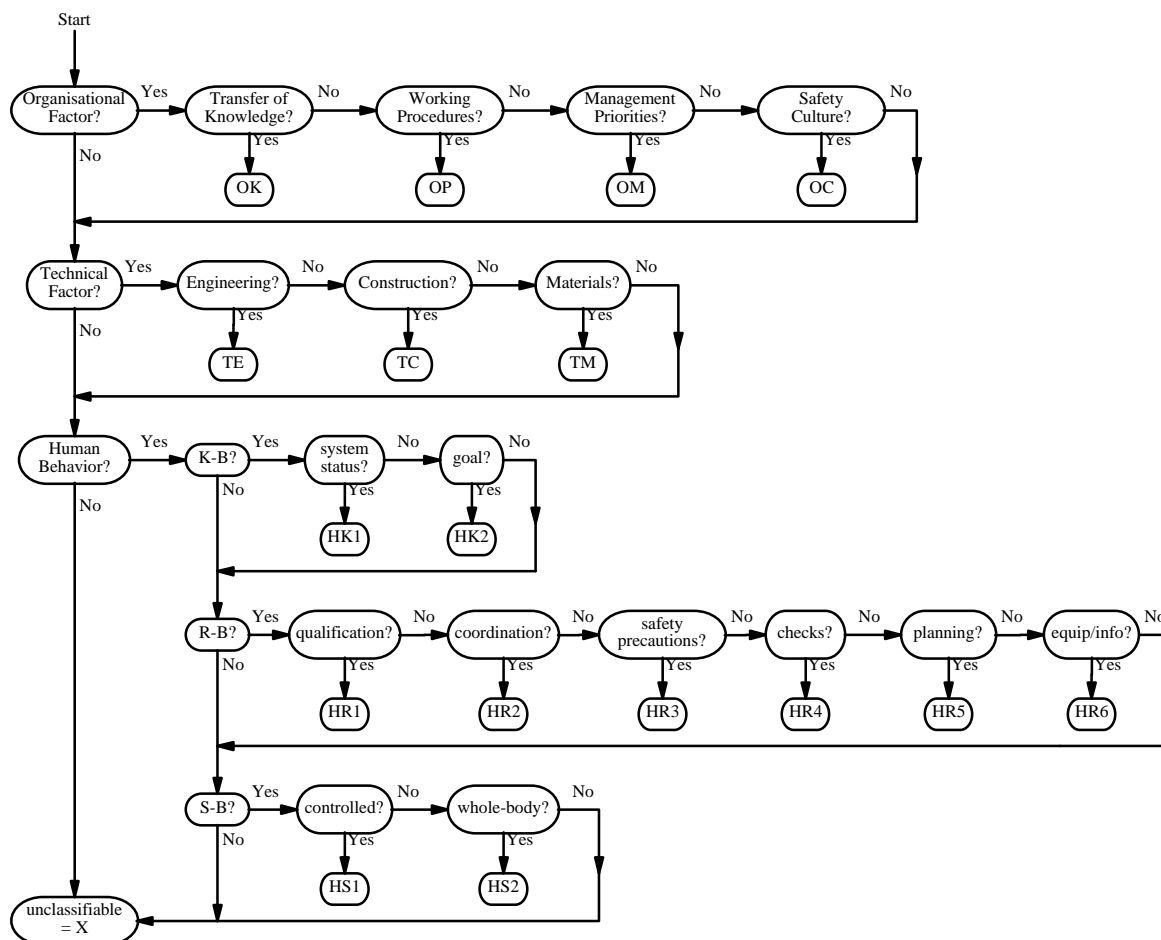 Start
Organisational
Factor?
Yes
Transfer of
Knowledge?
No
Working
Procedures?
No
Management
Priorities?
No
Safety
Culture?
No
No
Yes
Yes
Yes
Yes
OK
OP
OM
OC
Technical
Factor?
Yes
Engineering?
No
Construction?
No
Materials?
No
No
Yes
Yes
Yes
TE
TC
TM
Human
Behavior?
Yes
K-B?
Yes
system
status?
No
goal?
No
No
No
Yes
Yes
HK1
HK2
R-B?
Yes
qualification?
No
coordination?
No
safety
precautions?
No
checks?
No
planning?
No
equip/info?
No
No
Yes
Yes
Yes
Yes
Yes
Yes
HR1
HR2
HR3
HR4
HR5
HR6
S-B?
Yes
controlled?
No
whole-body?
No
No
Yes
Yes
HS1
HS2
unclassifiable
= X